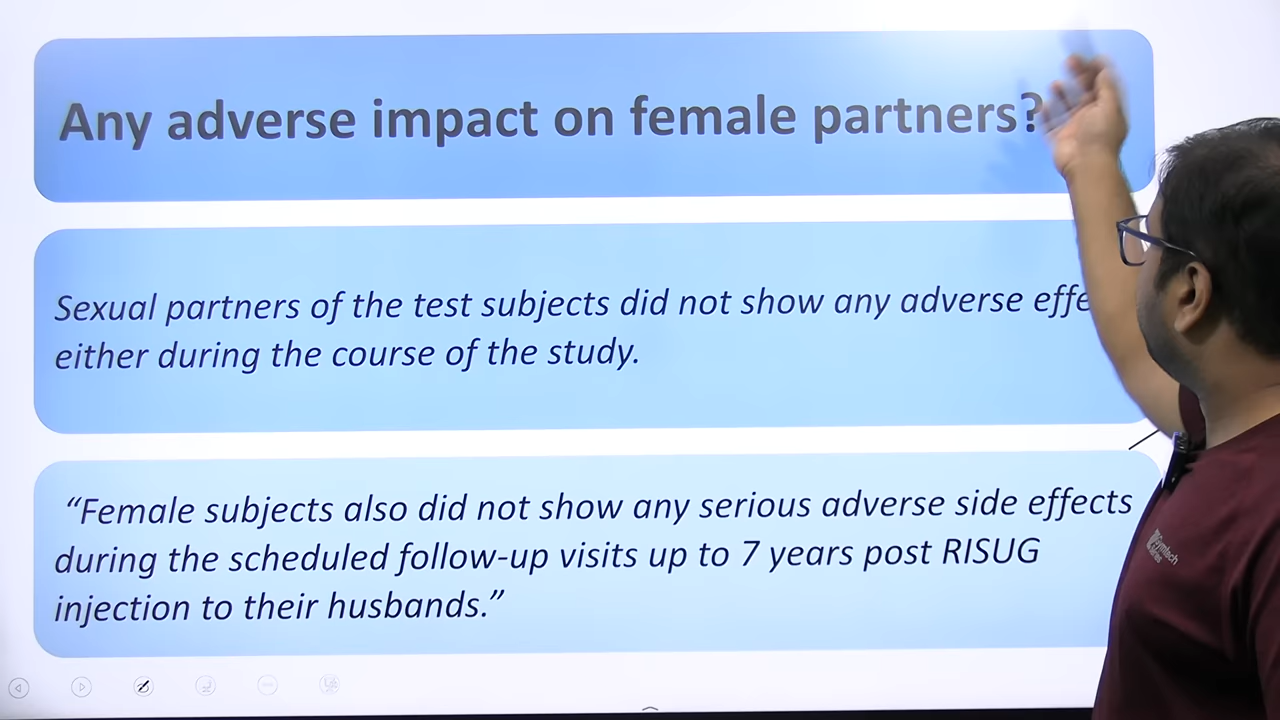 Any adverse impact on female partners?
Sexual partners of the test subjects did not show any adverse
either during the course of the study.
“Female subjects also did not show any serious adverse side effects
during the scheduled follow-up visits up to 7 years post RISUG
injection to their husbands.”